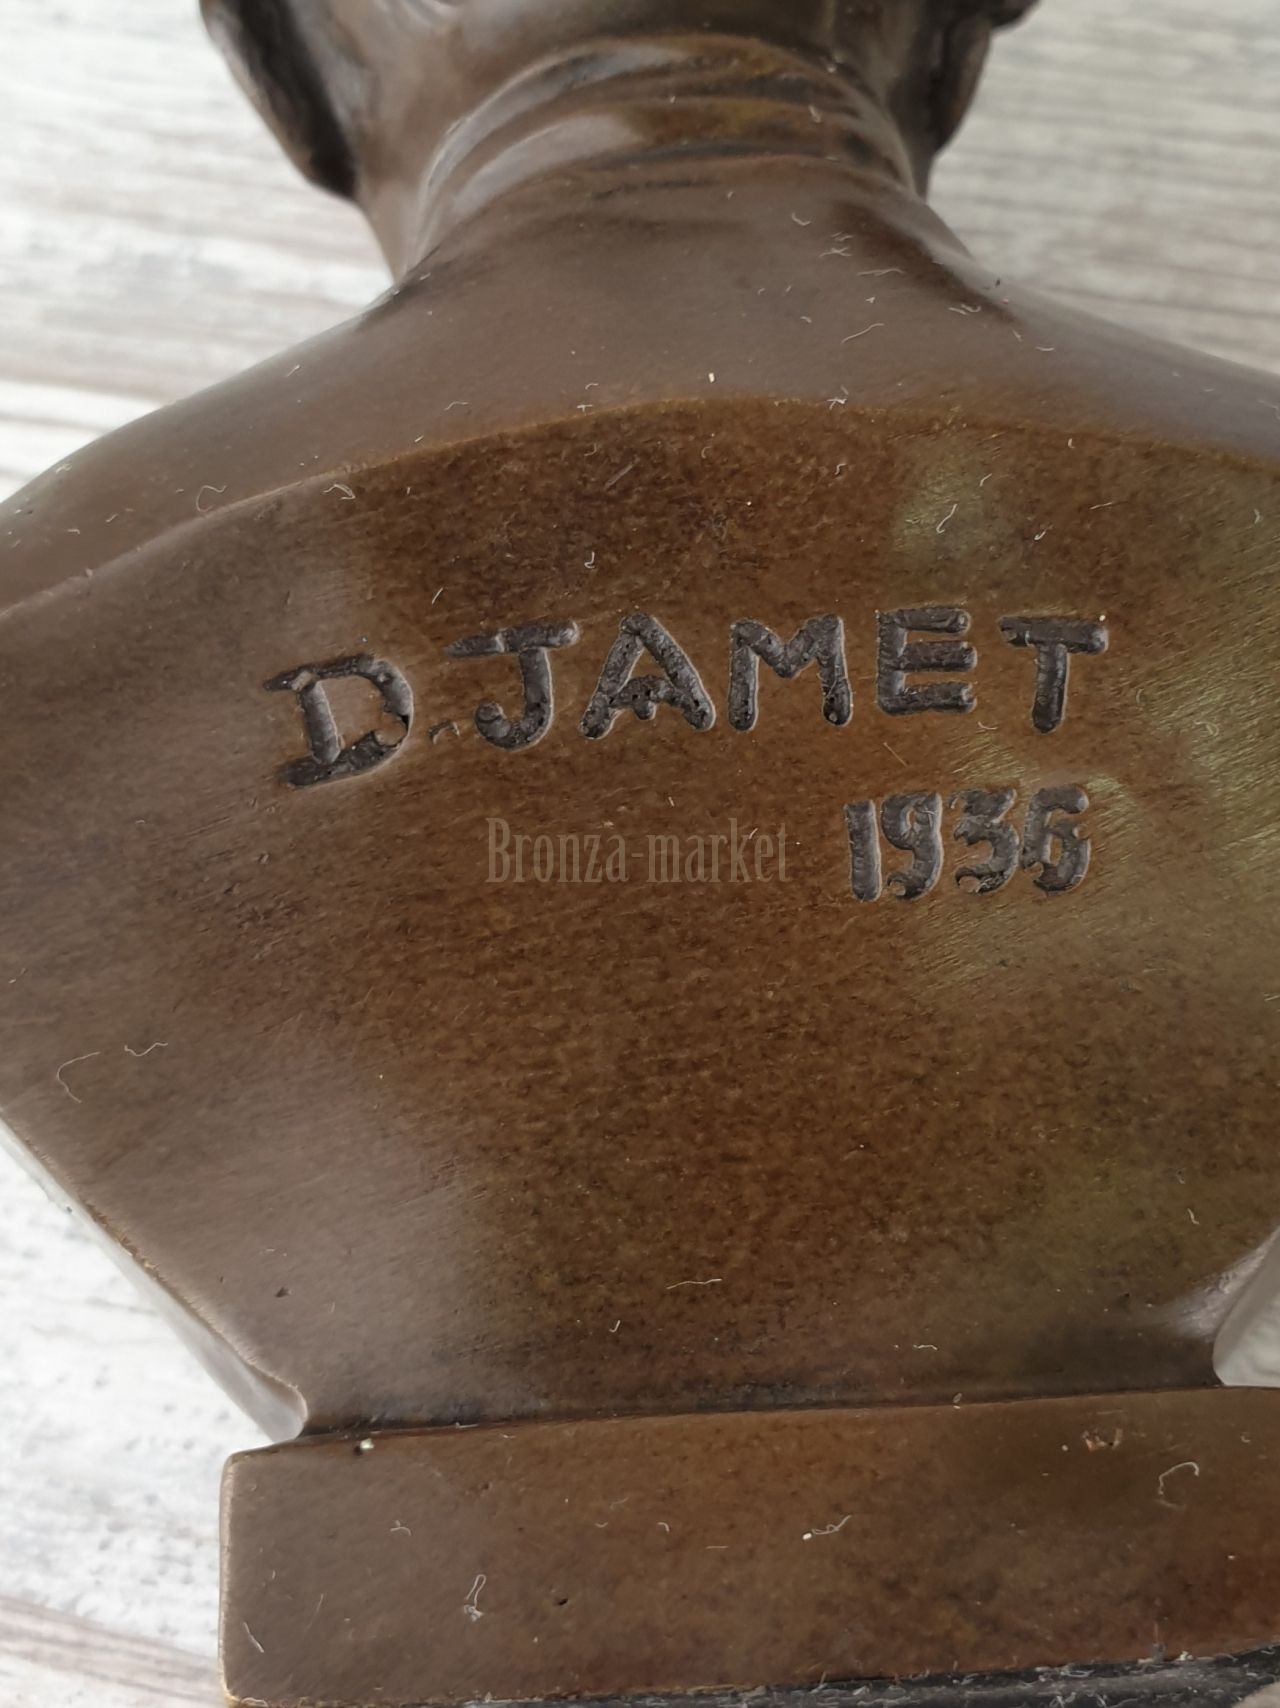 D. JAMET
1936
Bronza-market